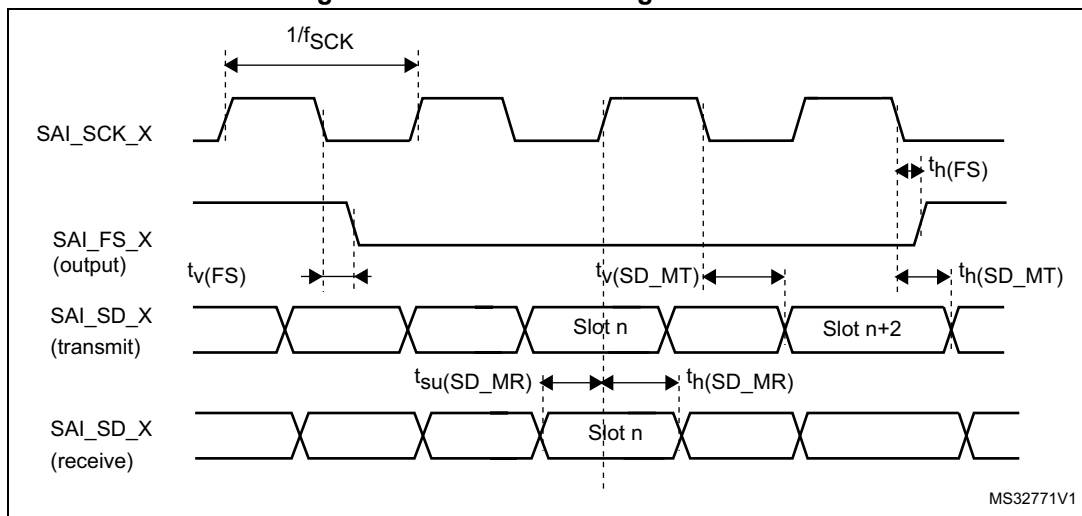 1/fSCK
SAI_SCK_X
th(FS)
SAI_FS_X
(output)
tv(FS)
tv(SD_MT)
th(SD_MT)
SAI_SD_X
(transmit)
Slot n
Slot n+2
tsu(SD_MR)
th(SD_MR)
SAI_SD_X
(receive)
Slot n
MS32771V1